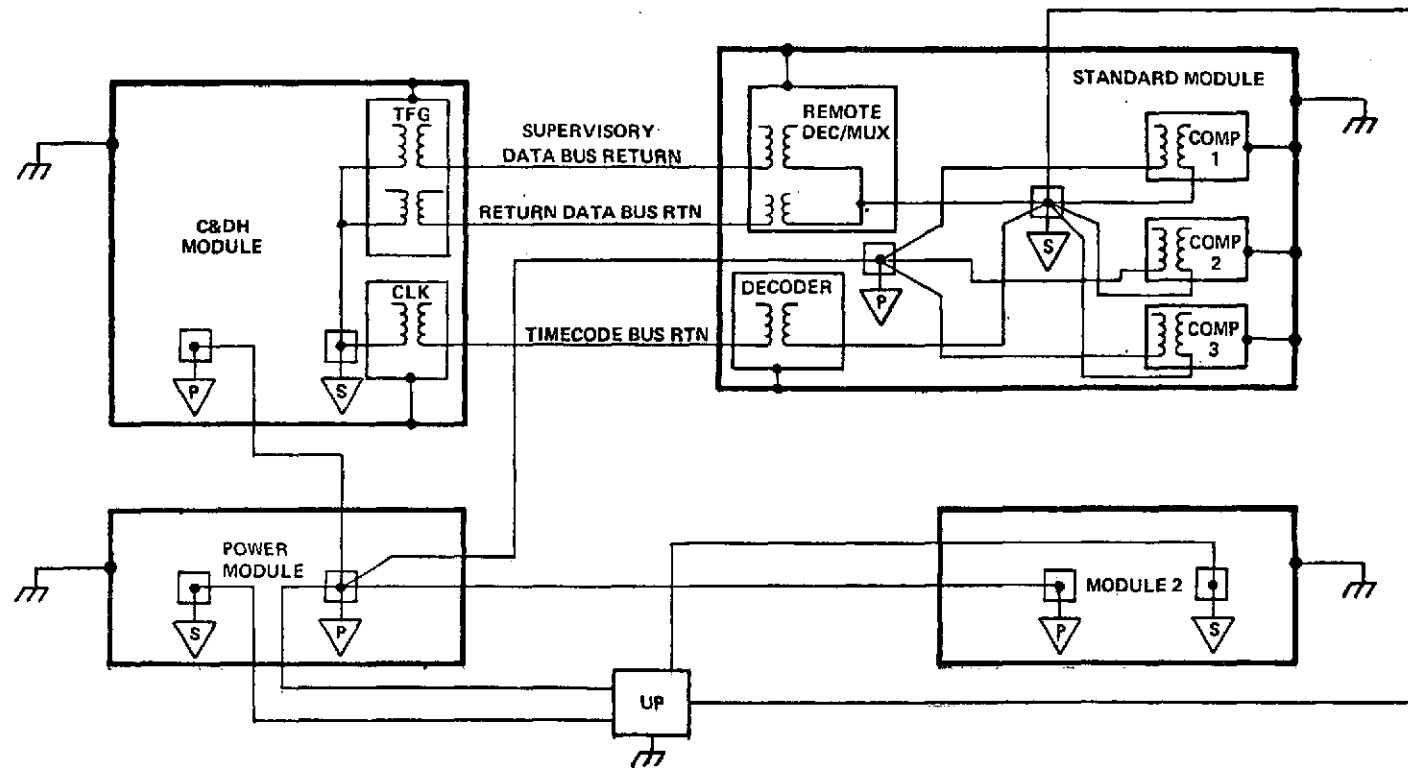 STANDARD MODULE
TFG
REMOTE
DEC/MUX
SUPERVISORY
DATA BUS RETURN
COMP
1
C&DH
MODULE
RETURN DATA BUS RTN
S
COMP
2
P
CLK
DECODER
TIMECODE BUS RTN
COMP
3
P
S
POWER
MODULE
S
P
MODULE 2
P
S
UP